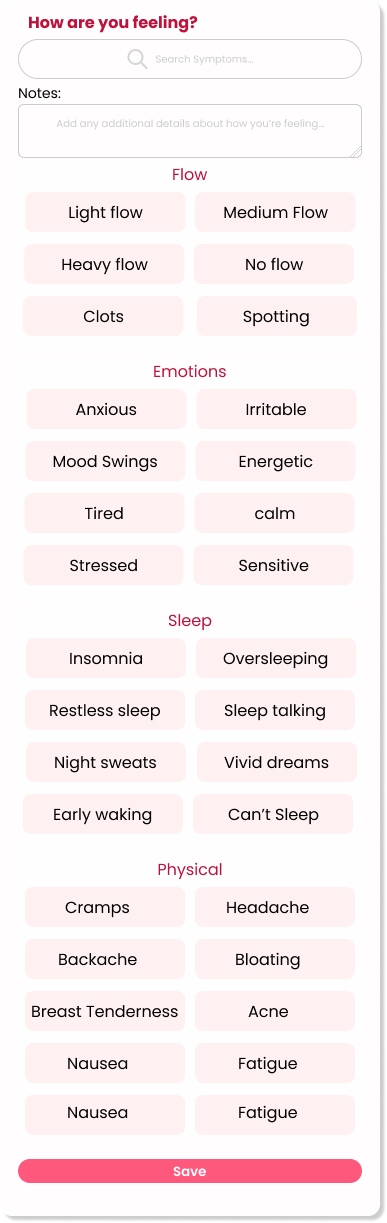 How are you feeling?
Search Symptoms...
Notes:
Add any additional details about how you're feeling...
Flow
Light flow Medium Flow
Heavy flow No flow
Clots Spotting
Emotions
Anxious Irritable
Mood Swings Energetic
Tired calm
Stressed Sensitive
Sleep
Insomnia Oversleeping
Restless sleep Sleep talking
Night sweats Vivid dreams
Early waking Can't Sleep
Physical
Cramps Headache
Backache Bloating
Breast Tenderness Acne
Nausea Fatigue
Nausea Fatigue
Save